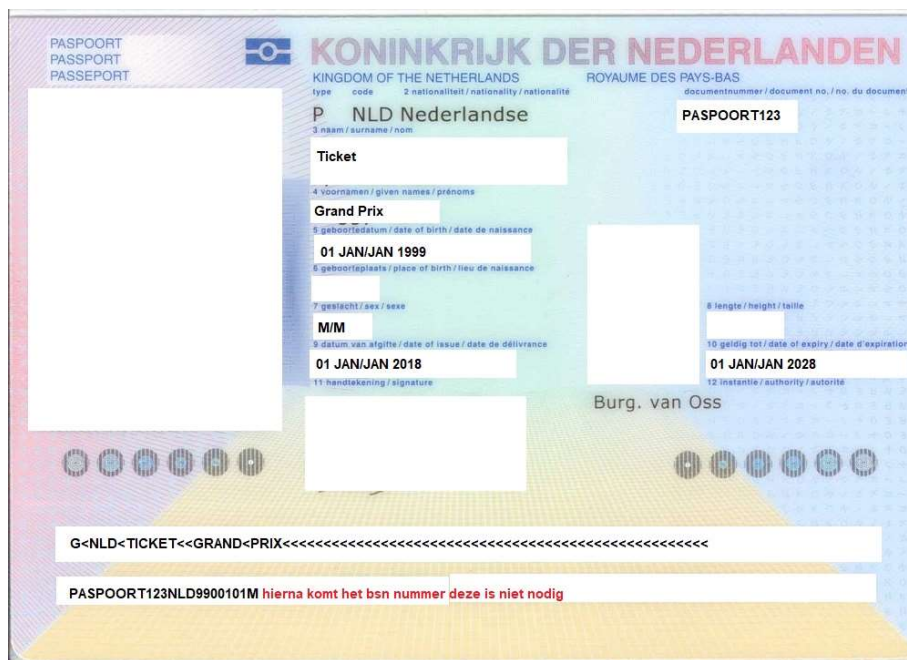 PASPOORT
PASSPORT
PASSEPORT
KONINKRIJK DER NEDERLANDEN
KINGDOM OF THE NETHERLANDS ROYAUME DES PAYS-BAS
type code 2 nationaliteit / nationality / nationalité documentnummer / document no. / no. du document
P NLD Nederlandse PASPOORT123
3 naam / surname / nom
Ticket
4 voornamen / given names / prénoms
Grand Prix
5 geboortedatum / date of birth / date de naissance
01 JAN/JAN 1999
6 geboorteplaats / place of birth / lieu de naissance
7 geslacht / sex / sexe 8 lengte / height / taille
M/M
9 datum van afgifte / date of issue / date de délivrance 10 geldig tot / date of expiry / date d'expiration
01 JAN/JAN 2018 01 JAN/JAN 2028
11 handtekening / signature 12 instantie / authority / autorité
Burg. van Oss
G<NLD<TICKET<<GRAND<PRIX<<<<<<<<<<<<<<<<<<<<<<<<<<<<<<<<<<<<<<<<<<<<<<<<<<<<
PASPOORT123NLD9900101M hierna komt het bsn nummer deze is niet nodig